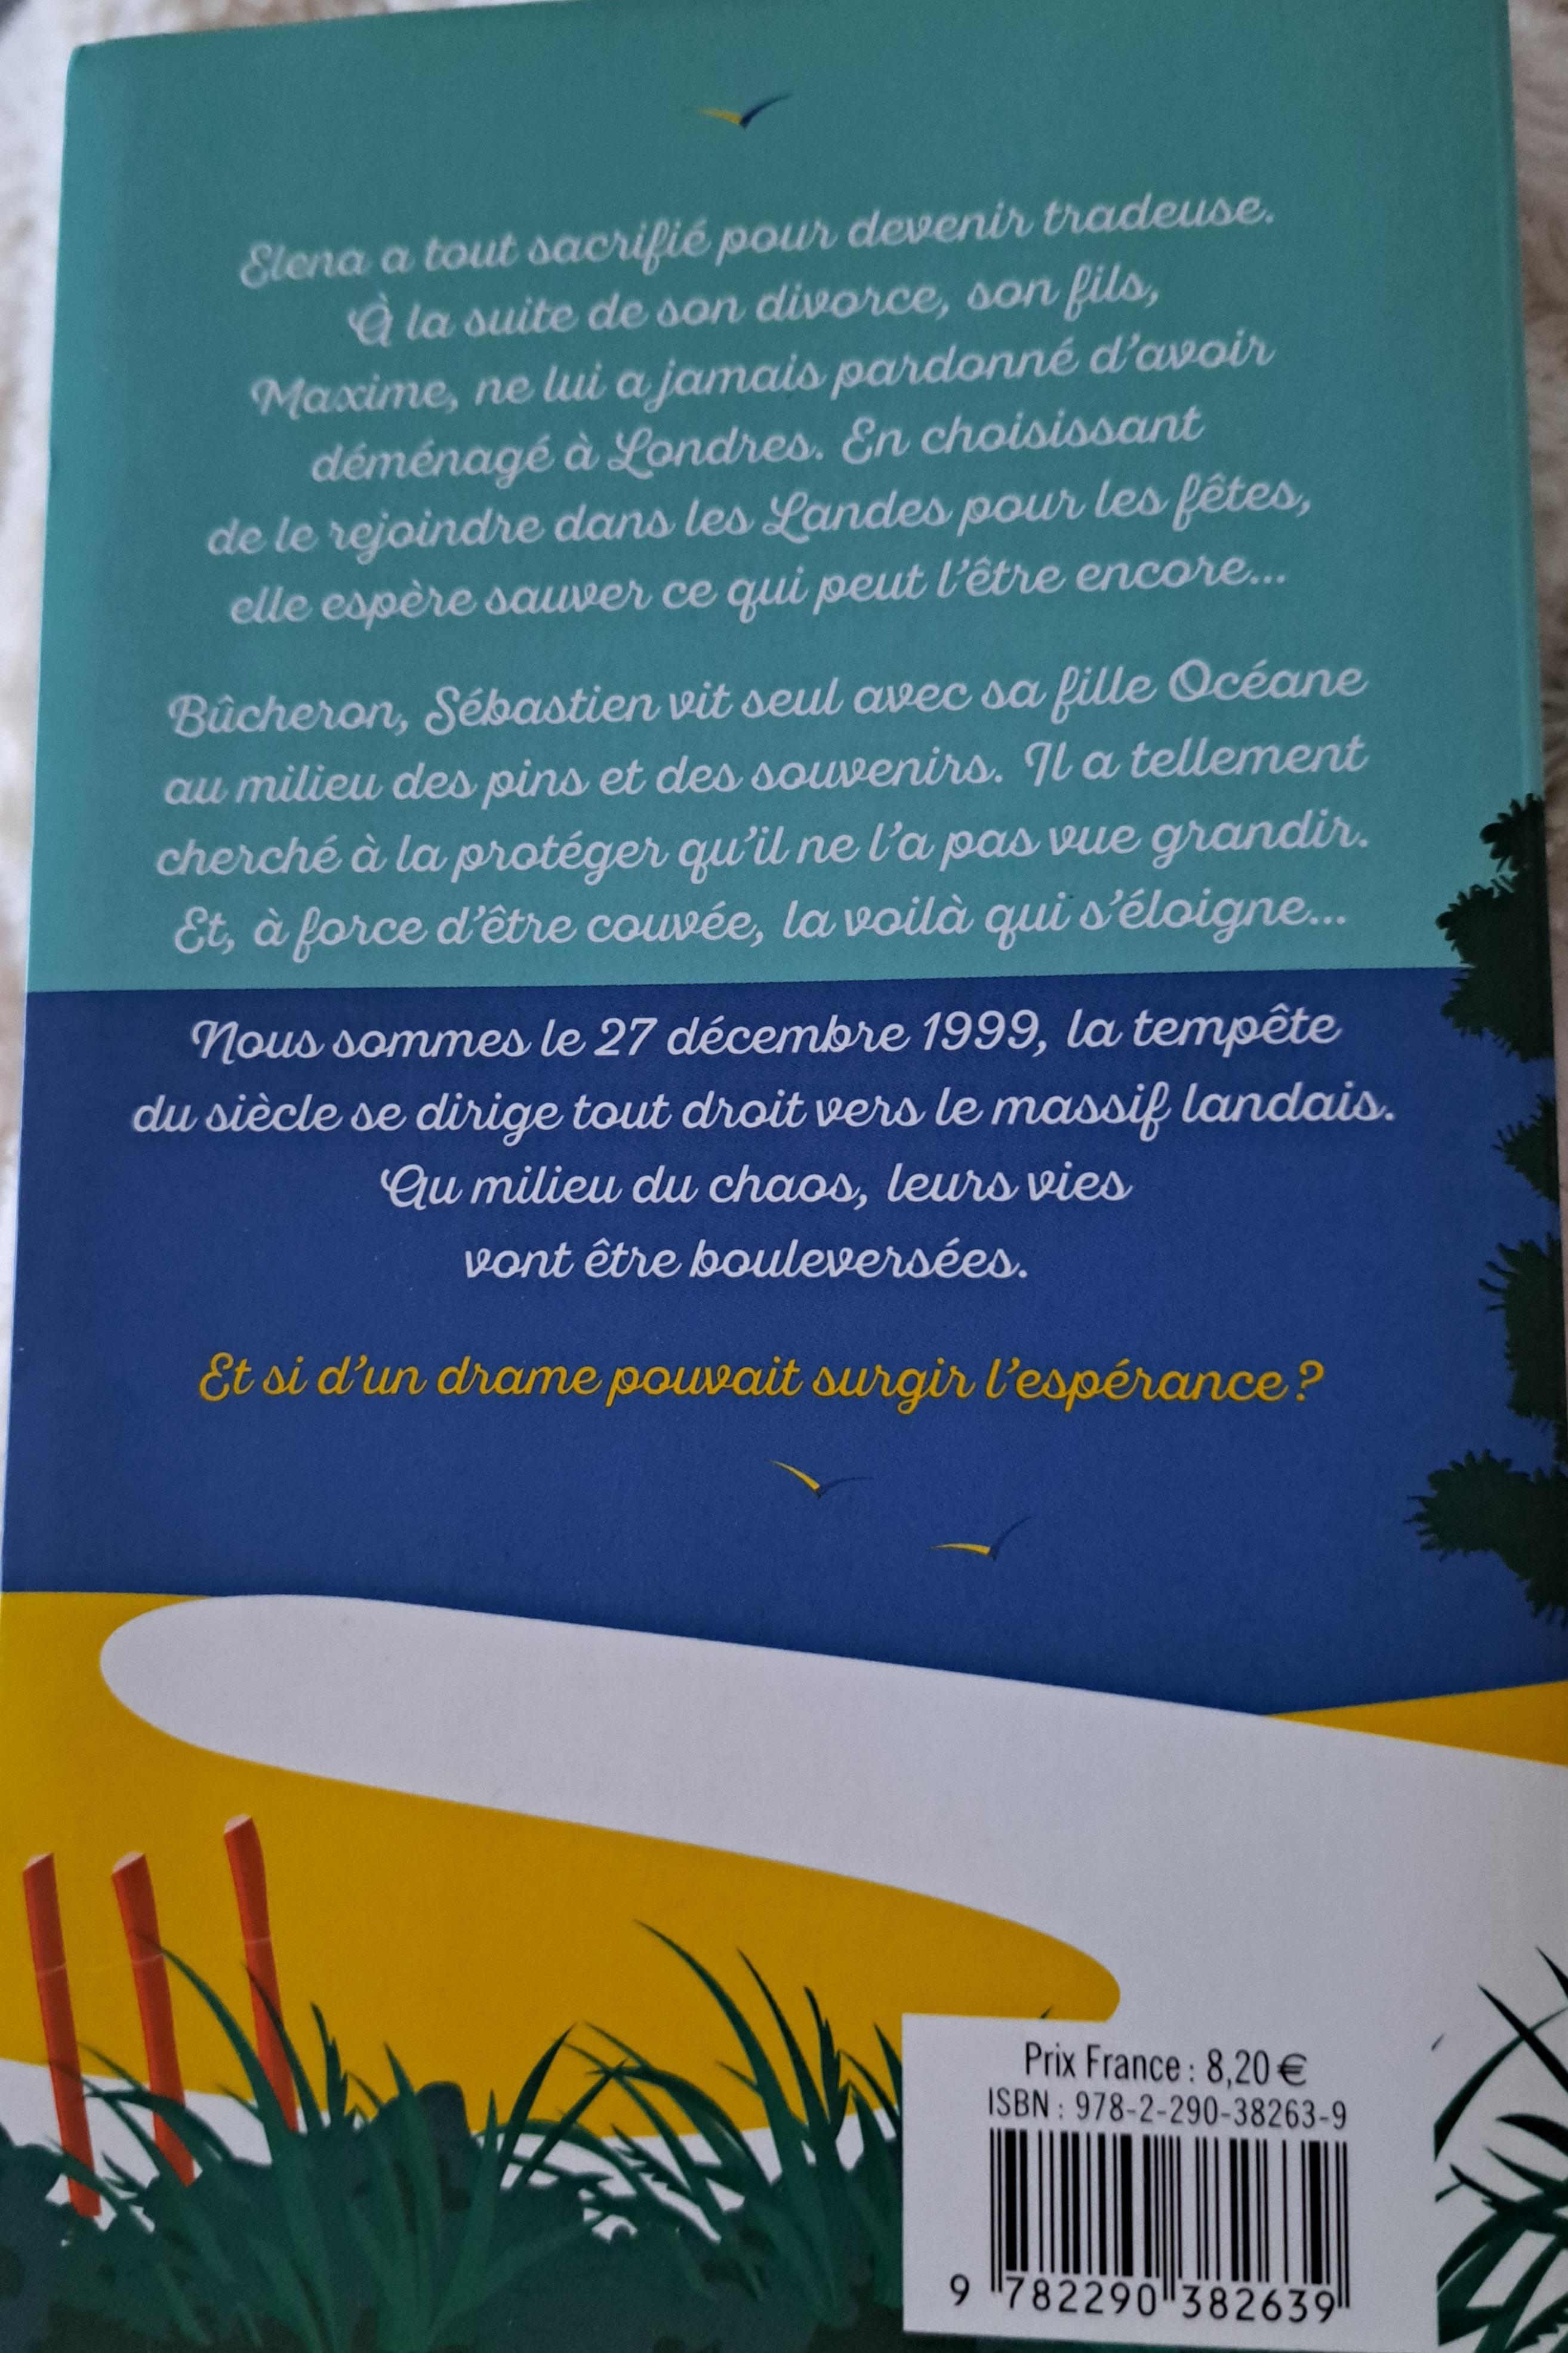 Elena a tout sacrifié pour devenir tradeuse.
À la suite de son divorce, son fils,
Maxime, ne lui a jamais pardonné d'avoir
déménagé à Londres. En choisissant
de le rejoindre dans les Landes pour les fêtes,
elle espère sauver ce qui peut l'être encore...
Bûcheron, Sébastien vit seul avec sa fille Océane
au milieu des pins et des souvenirs. Il a tellement
cherché à la protéger qu'il ne l'a pas vue grandir.
Et, à force d'être couvée, la voilà qui s'éloigne...
Nous sommes le 27 décembre 1999, la tempête
du siècle se dirige tout droit vers le massif landais.
Au milieu du chaos, leurs vies
vont être bouleversées.
Et si d'un drame pouvait surgir l'espérance ?
Prix France : 8,20 €
ISBN : 978-2-290-38263-9
9 782290 382639